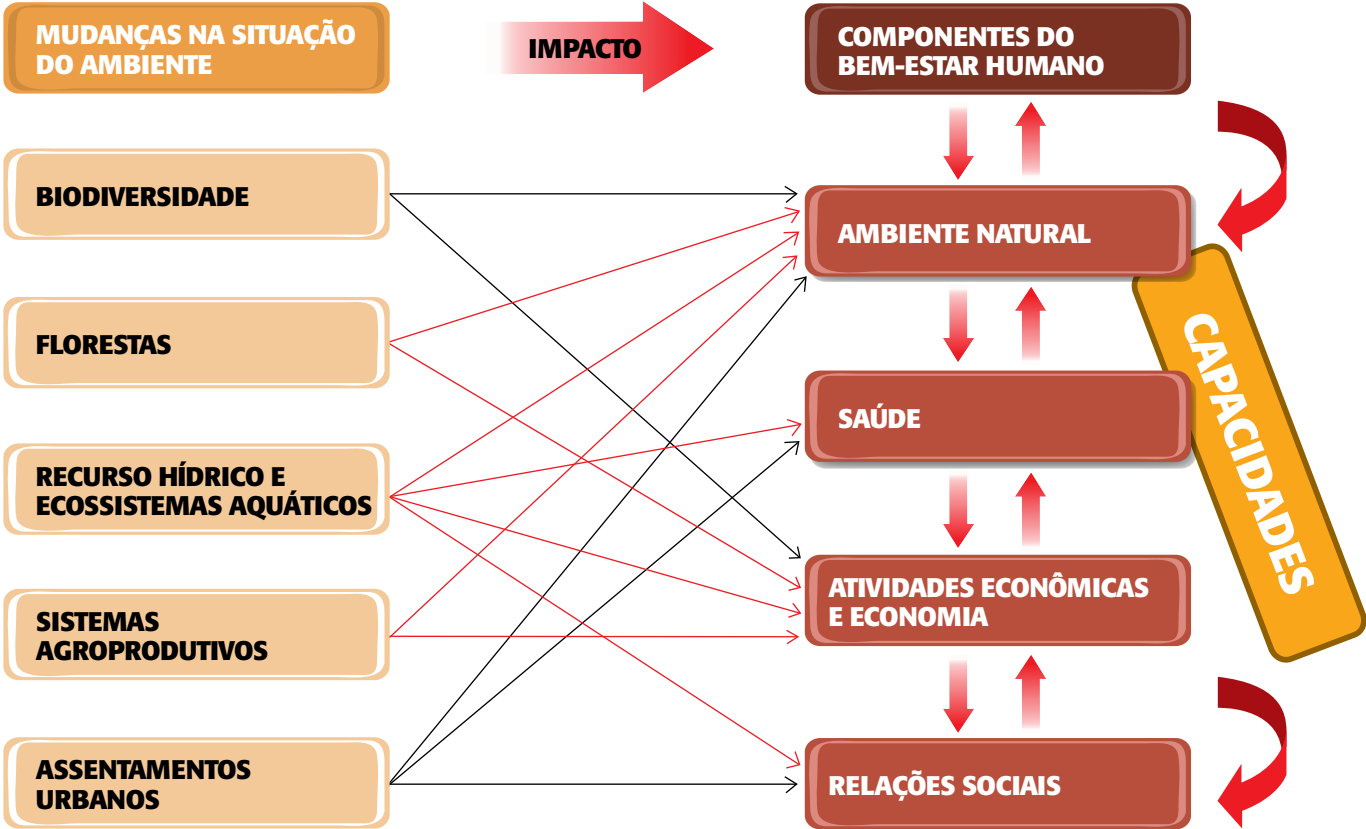 MUDANÇAS NA SITUAÇÃO
DO AMBIENTE
IMPACTO
COMPONENTES DO
BEM-ESTAR HUMANO
BIODIVERSIDADE
FLORESTAS
RECURSO HÍDRICO E
ECOSSISTEMAS AQUÁTICOS
SISTEMAS
AGROPRODUTIVOS
ASSENTAMENTOS
URBANOS
AMBIENTE NATURAL
SAÚDE
ATIVIDADES ECONÔMICAS
E ECONOMIA
RELAÇÕES SOCIAIS
CAPACIDADES